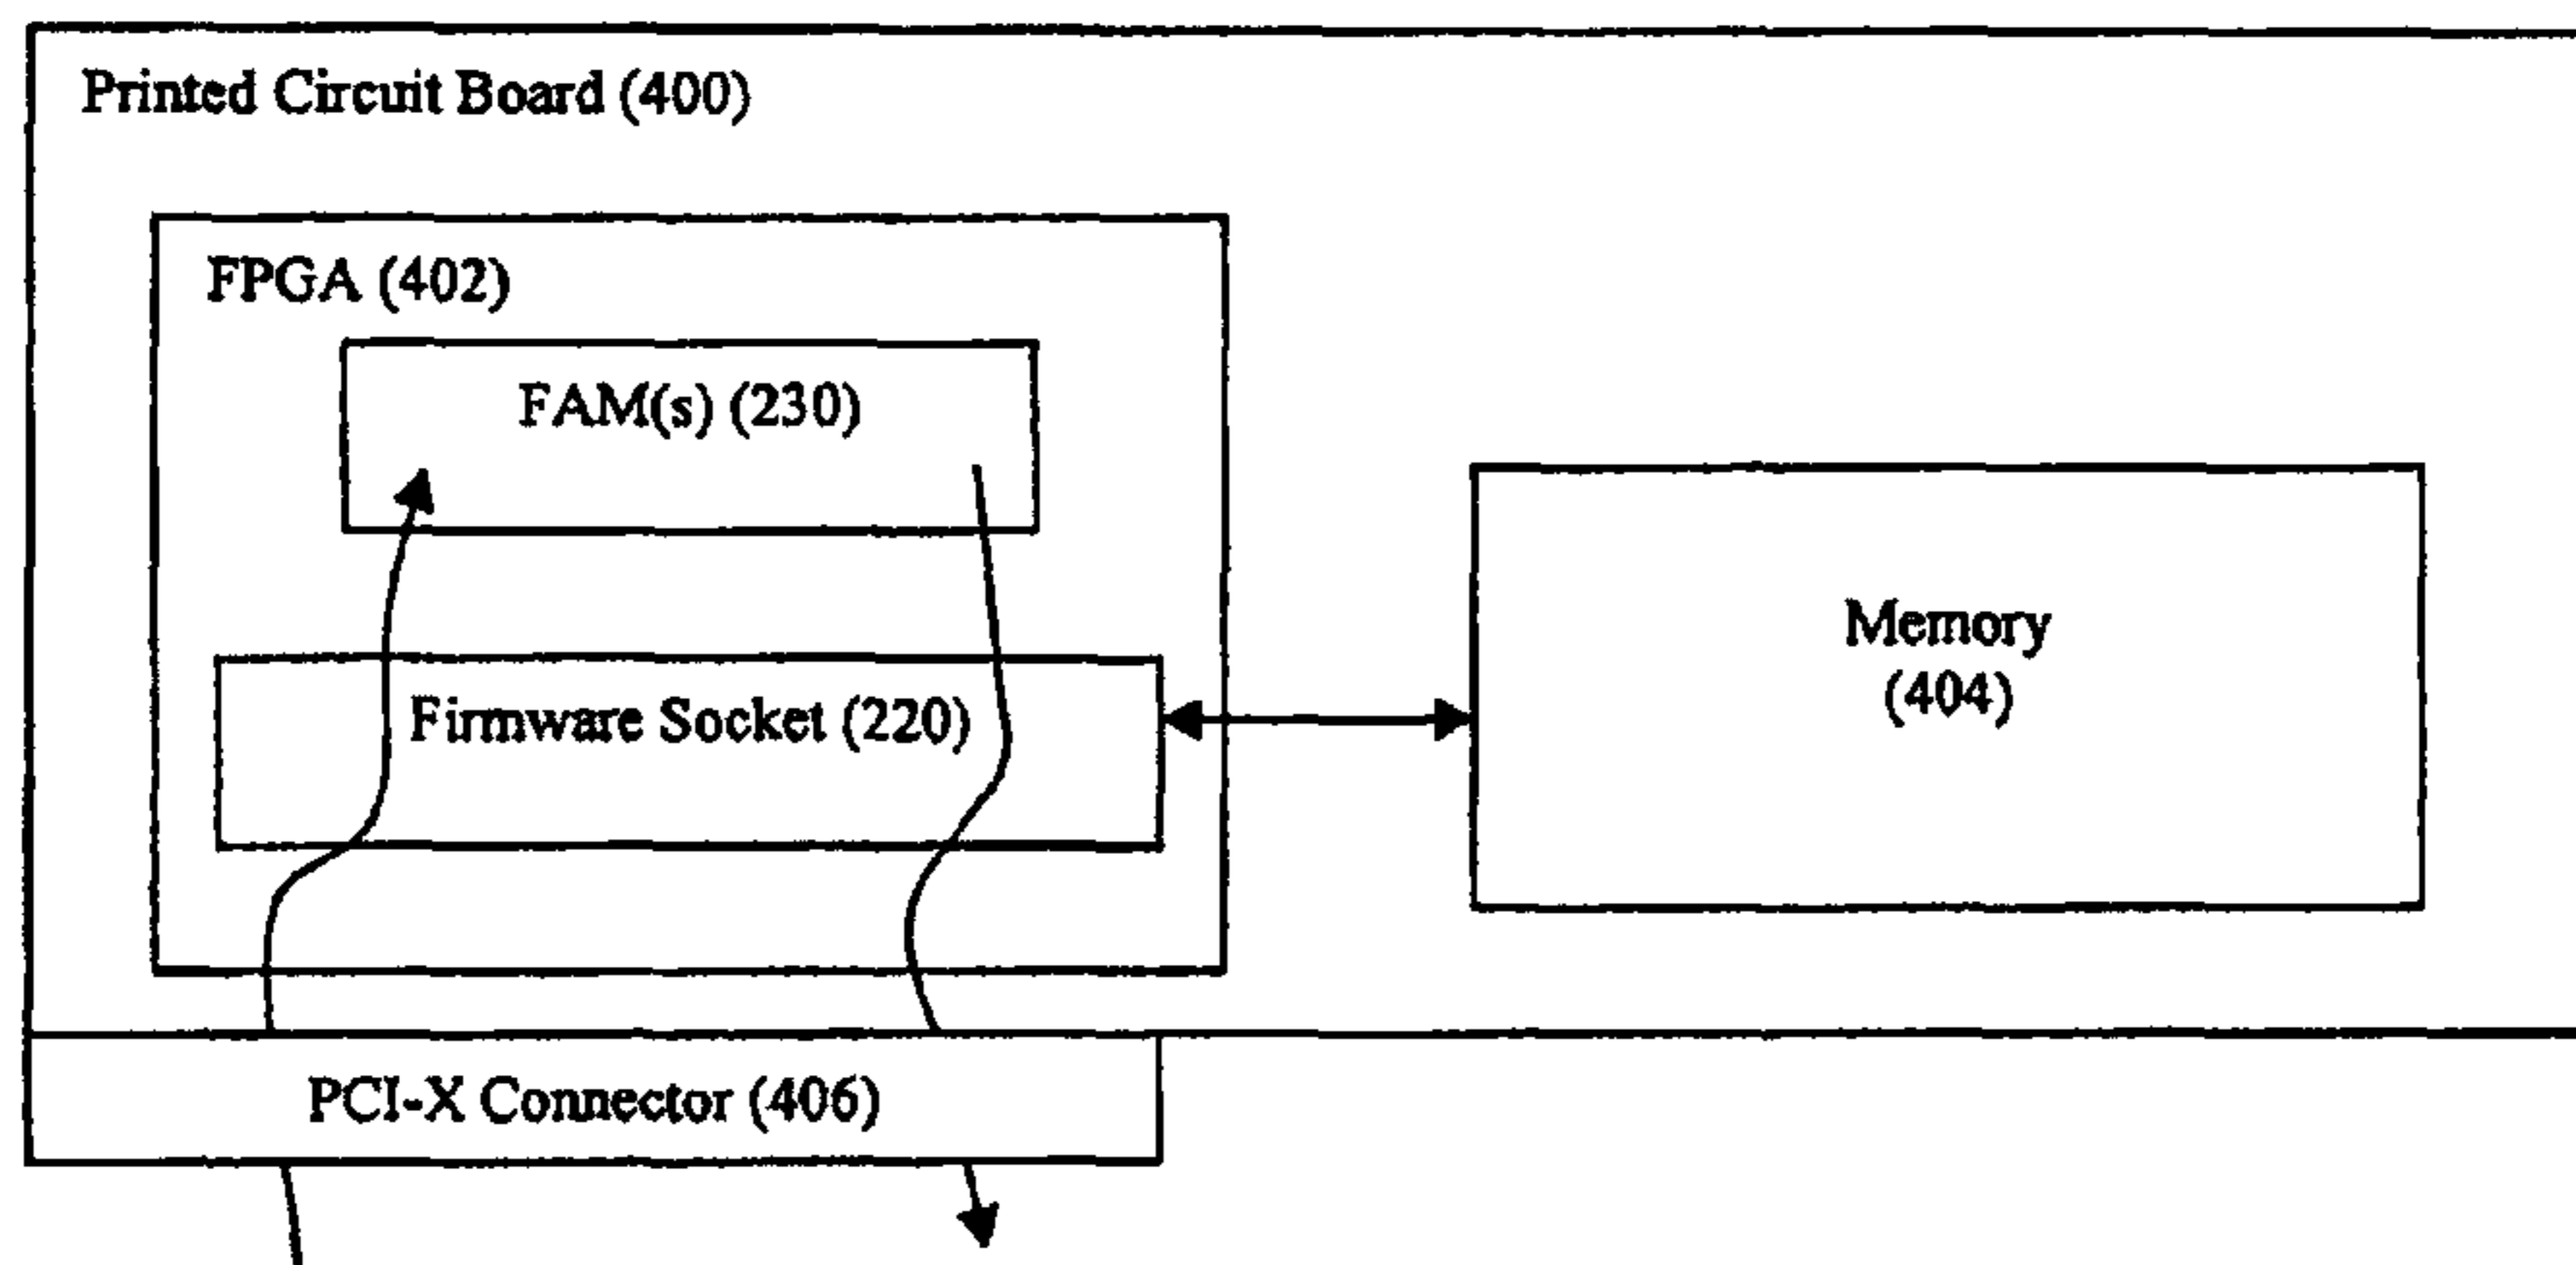 Printed Circuit Board (400)
FPGA (402)
FAM(s) (230)
Firmware Socket (220)
Memory
(404)
PCI-X Connector (406)